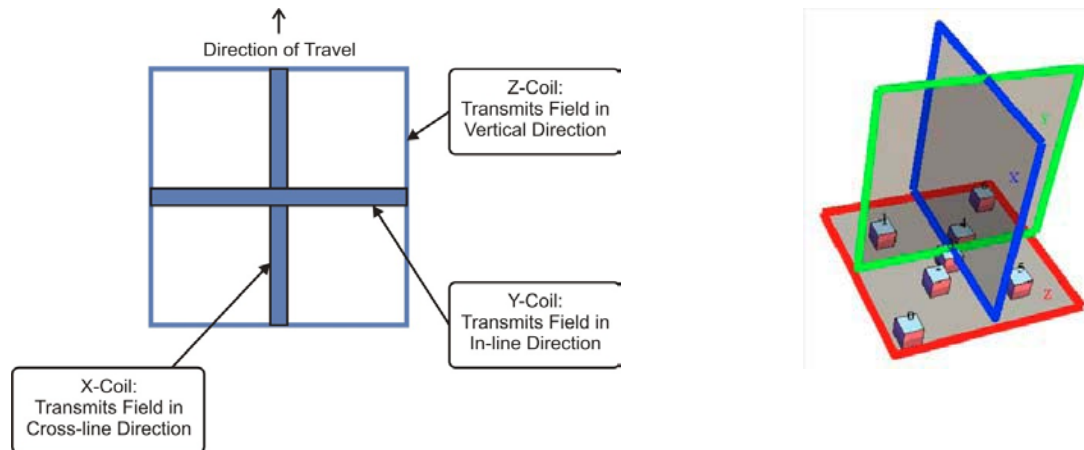 Direction of Travel
Z-Coil:
Transmits Field in
Vertical Direction
Y-Coil:
Transmits Field in
In-line Direction
X-Coil:
Transmits Field in
Cross-line Direction
Y
X
Z